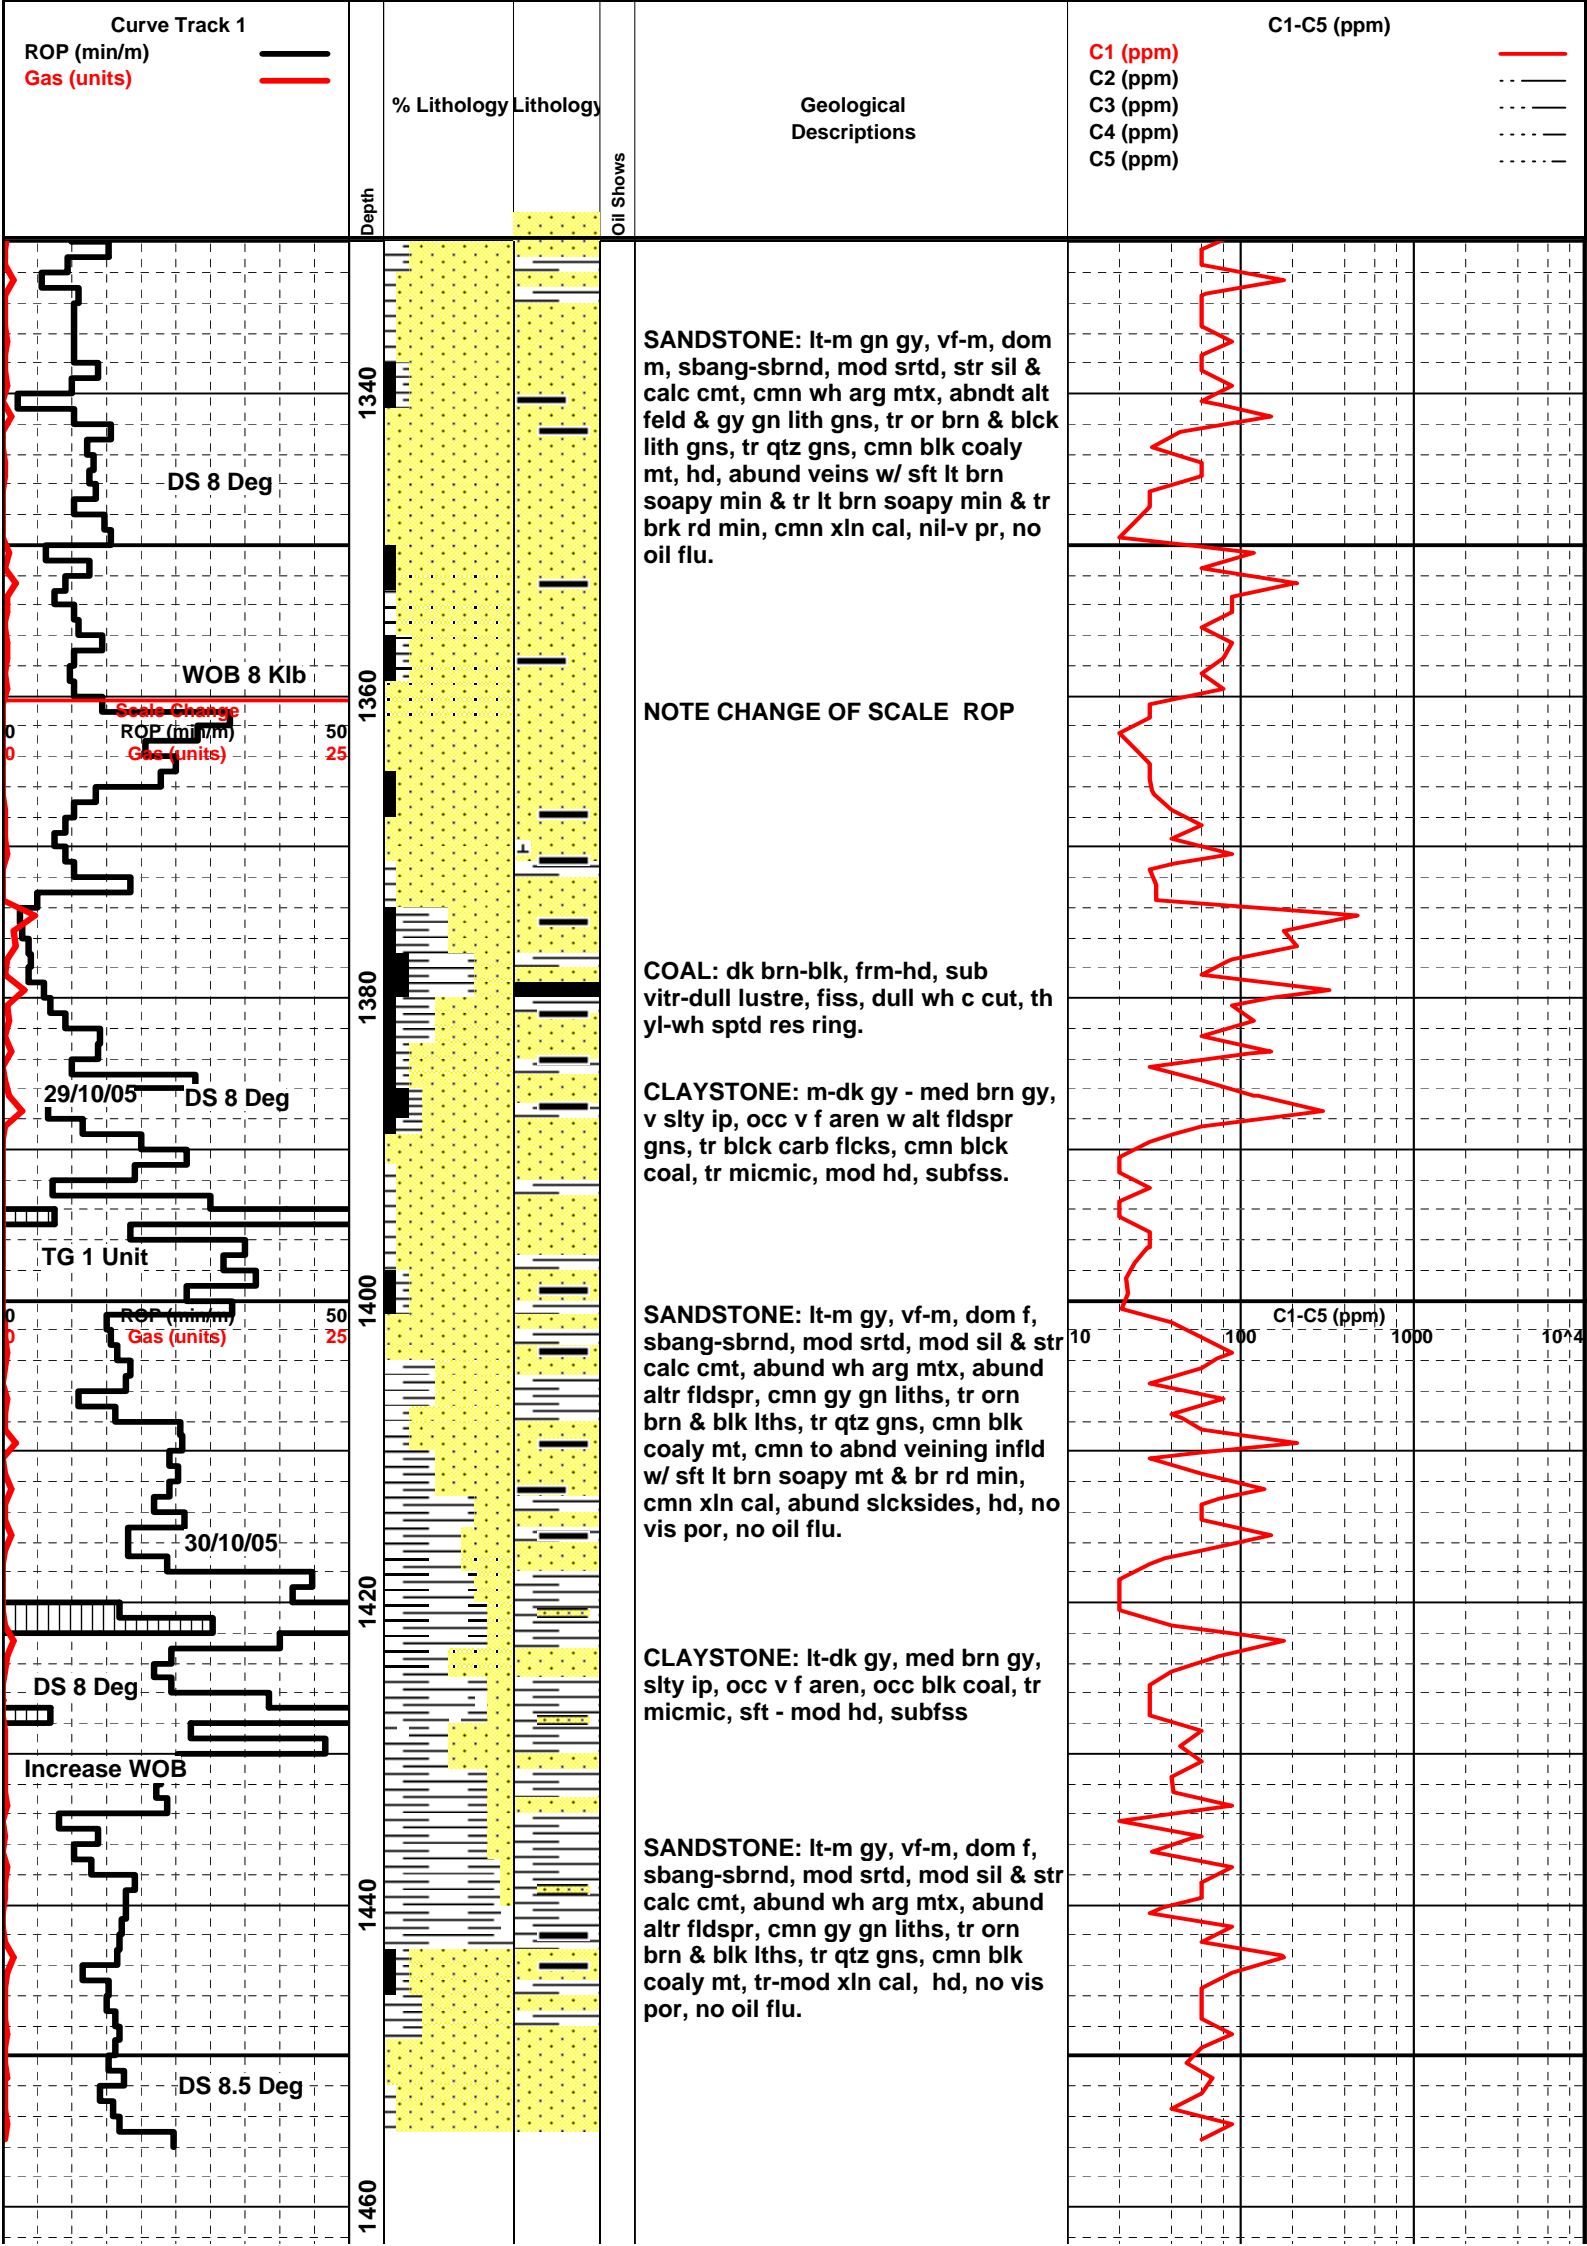 Curve Track 1
ROP (min/m)
Gas (units)
Depth
% Lithology
Lithology
Oil Shows
Geological
Descriptions
C1-C5 (ppm)
C1 (ppm)
C2 (ppm)
C3 (ppm)
C4 (ppm)
C5 (ppm)
SANDSTONE: lt-m gn gy, vf-m, dom
m, sbang-sbrnd, mod srtd, str sil &
calc cmt, cmn wh arg mtx, abndt alt
feld & gy gn lith gns, tr or brn & blck
lith gns, tr qtz gns, cmn blk coaly
mt, hd, abund veins w/ sft lt brn
soapy min & tr lt brn soapy min & tr
brk rd min, cmn xln cal, nil-v pr, no
oil flu.
1340
DS 8 Deg
WOB 8 Klb
1360
Scale Change
0 ROP (min/m) 50
0 Gas (units) 25
NOTE CHANGE OF SCALE ROP
1380
COAL: dk brn-blk, frm-hd, sub
vitr-dull lustre, fiss, dull wh c cut, th
yl-wh sptd res ring.
29/10/05
DS 8 Deg
CLAYSTONE: m-dk gy - med brn gy,
v slty ip, occ v f aren w alt fldspr
gns, tr blck carb flcks, cmn blck
coal, tr micmic, mod hd, subfss.
TG 1 Unit
1400
0 ROP (min/m) 50
0 Gas (units) 25
C1-C5 (ppm)
10 100 1000 10^4
SANDSTONE: lt-m gy, vf-m, dom f,
sbang-sbrnd, mod srtd, mod sil & str
calc cmt, abund wh arg mtx, abund
altr fldspr, cmn gy gn liths, tr orn
brn & blk lths, tr qtz gns, cmn blk
coaly mt, cmn to abnd veining infld
w/ sft lt brn soapy mt & br rd min,
cmn xln cal, abund slcksides, hd, no
vis por, no oil flu.
30/10/05
1420
CLAYSTONE: lt-dk gy, med brn gy,
slty ip, occ v f aren, occ blk coal, tr
micmic, sft - mod hd, subfss
DS 8 Deg
Increase WOB
SANDSTONE: lt-m gy, vf-m, dom f,
sbang-sbrnd, mod srtd, mod sil & str
calc cmt, abund wh arg mtx, abund
altr fldspr, cmn gy gn liths, tr orn
brn & blk lths, tr qtz gns, cmn blk
coaly mt, tr-mod xln cal, hd, no vis
por, no oil flu.
1440
DS 8.5 Deg
1460